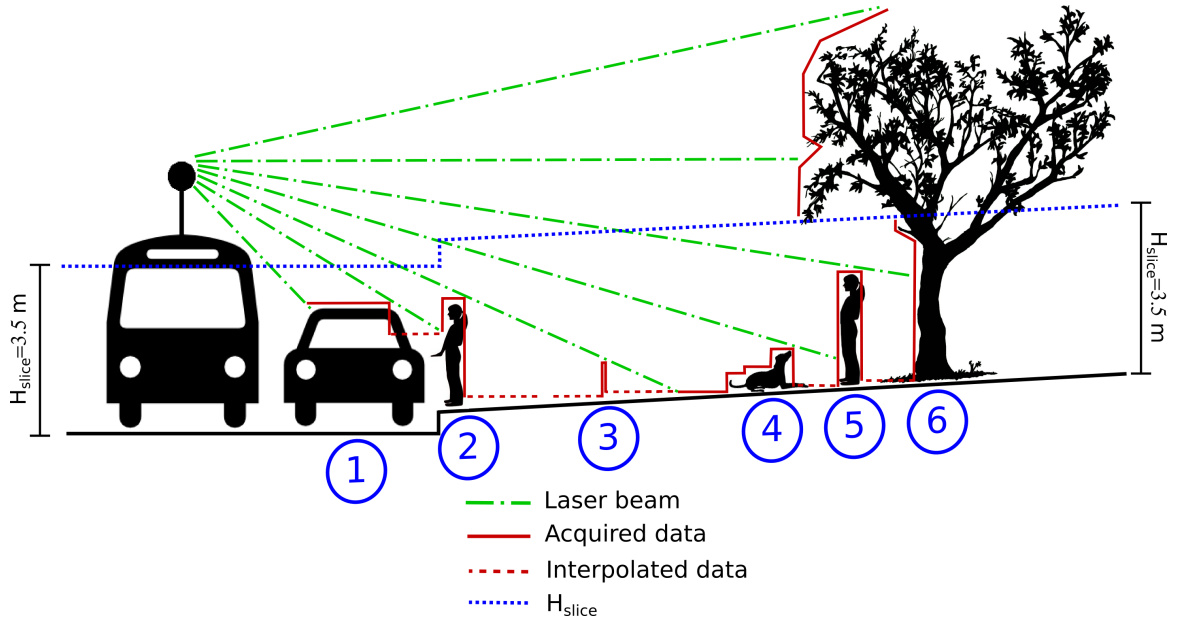 H_slice=3.5 m
H_slice=3.5 m
1
2
3
4
5
6
Laser beam
Acquired data
Interpolated data
H_slice